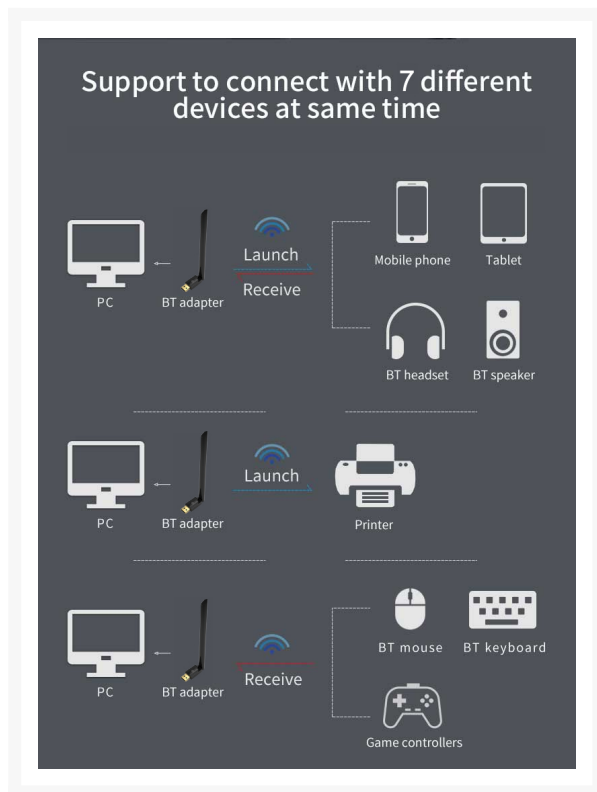 Support to connect with 7 different
devices at same time
Launch
Receive
Mobile phone
Tablet
PC
BT adapter
BT headset
BT speaker
Launch
PC
BT adapter
Printer
BT mouse
BT keyboard
Receive
PC
BT adapter
Game controllers